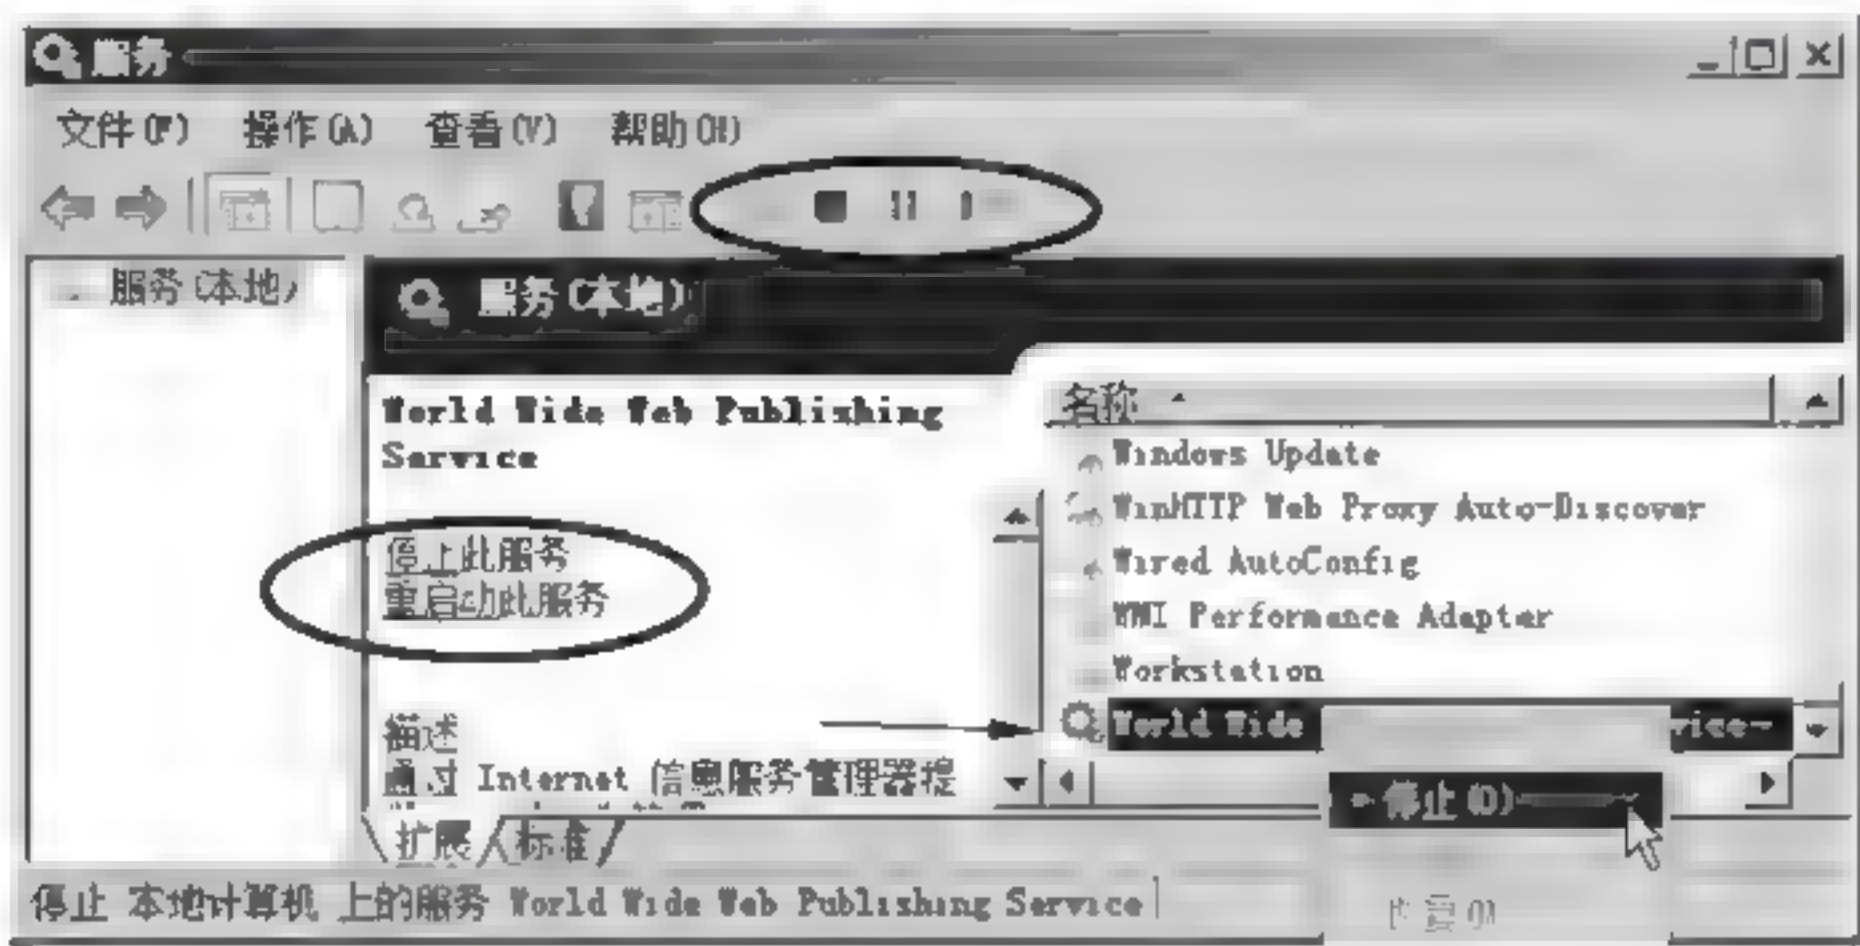 服务
文件(F) 操作(A) 查看(V) 帮助(H)
服务(本地)
服务(本地)
World Wide Web Publishing
Service
停止此服务
重启动此服务
描述
通过 Internet 信息服务管理器提
名称
Windows Update
WinHTTP Web Proxy Auto-Discover
Wired AutoConfig
WMI Performance Adapter
Workstation
World Wide
停止(O)
扩展 标准
停止 本地计算机 上的服务 World Wide Web Publishing Service